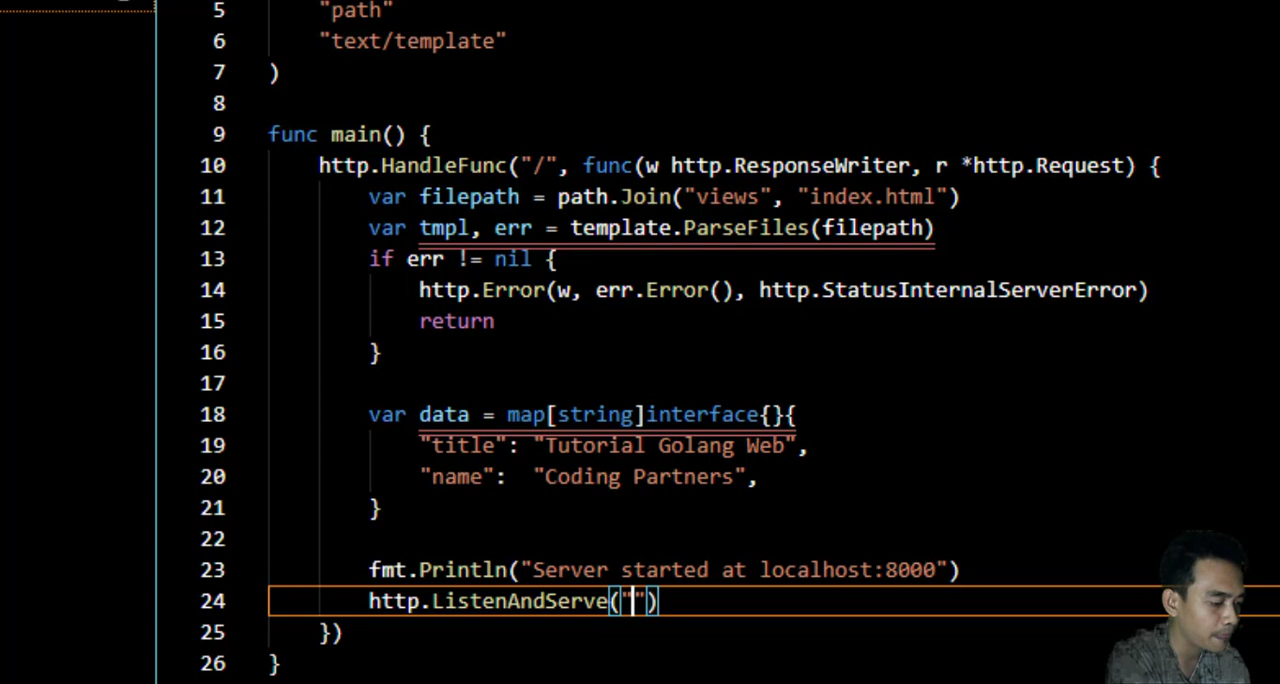 5 "path"
6 "text/template"
7 )
8
9 func main() {
10 http.HandleFunc("/", func(w http.ResponseWriter, r *http.Request) {
11 var filepath = path.Join("views", "index.html")
12 var tmpl, err = template.ParseFiles(filepath)
13 if err != nil {
14 http.Error(w, err.Error(), http.StatusInternalServerError)
15 return
16 }
17
18 var data = map[string]interface{}{
19 "title": "Tutorial Golang Web",
20 "name": "Coding Partners",
21 }
22
23 fmt.Println("Server started at localhost:8000")
24 http.ListenAndServe("")
25 })
26 }